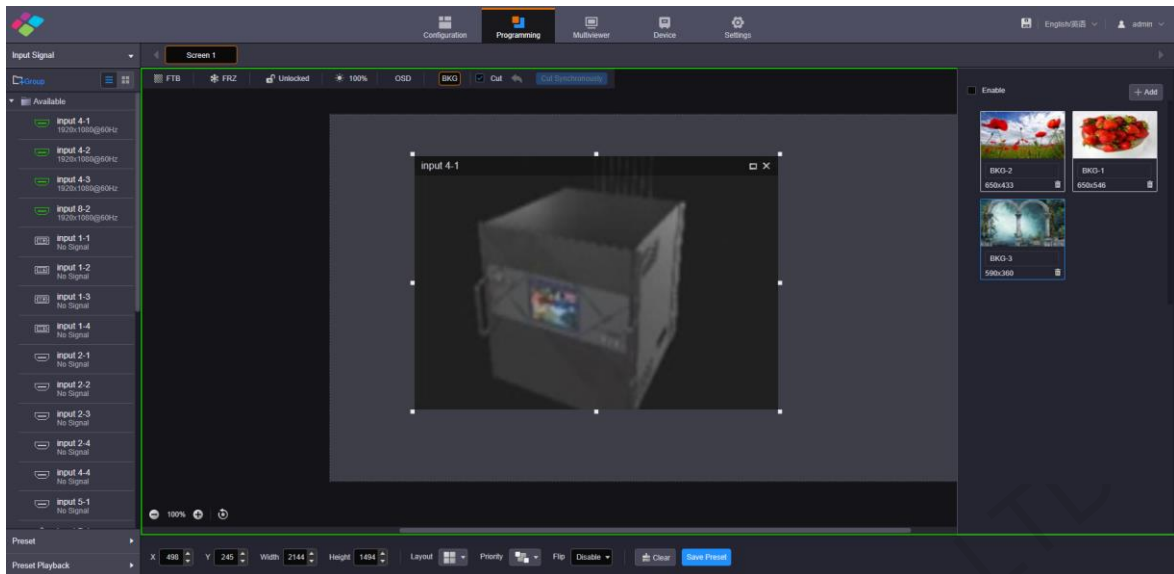 Configuration
Programming
Multiviewer
Device
Settings
English/英语
admin
Input Signal
Screen 1
Group
FTB
FRZ
Unlocked
100%
OSD
BKG
Cut
Cut Synchronously
Enable
+ Add
Available
input 4-1
1920x1080@60Hz
input 4-2
1920x1080@60Hz
input 4-3
1920x1080@60Hz
input 8-2
1920x1080@60Hz
input 1-1
No Signal
input 1-2
No Signal
input 1-3
No Signal
input 1-4
No Signal
input 2-1
No Signal
input 2-2
No Signal
input 2-3
No Signal
input 2-4
No Signal
input 4-4
No Signal
input 5-1
No Signal
input 4-1
BKG-2
650x433
BKG-1
650x546
BKG-3
590x360
100%
Preset
Preset Playback
X 498 Y 245 Width 2144 Height 1494 Layout Priority Flip Disable Clear Save Preset